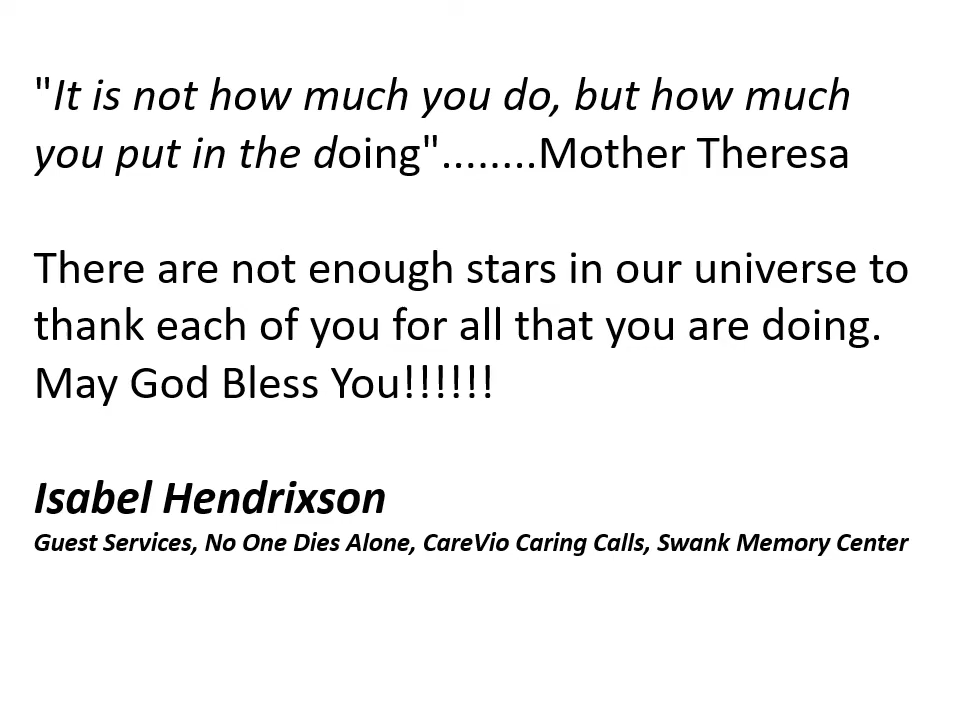 "It is not how much you do, but how much
you put in the doing"........Mother Theresa
There are not enough stars in our universe to
thank each of you for all that you are doing.
May God Bless You!!!!!!
Isabel Hendrixson
Guest Services, No One Dies Alone, CareVio Caring Calls, Swank Memory Center